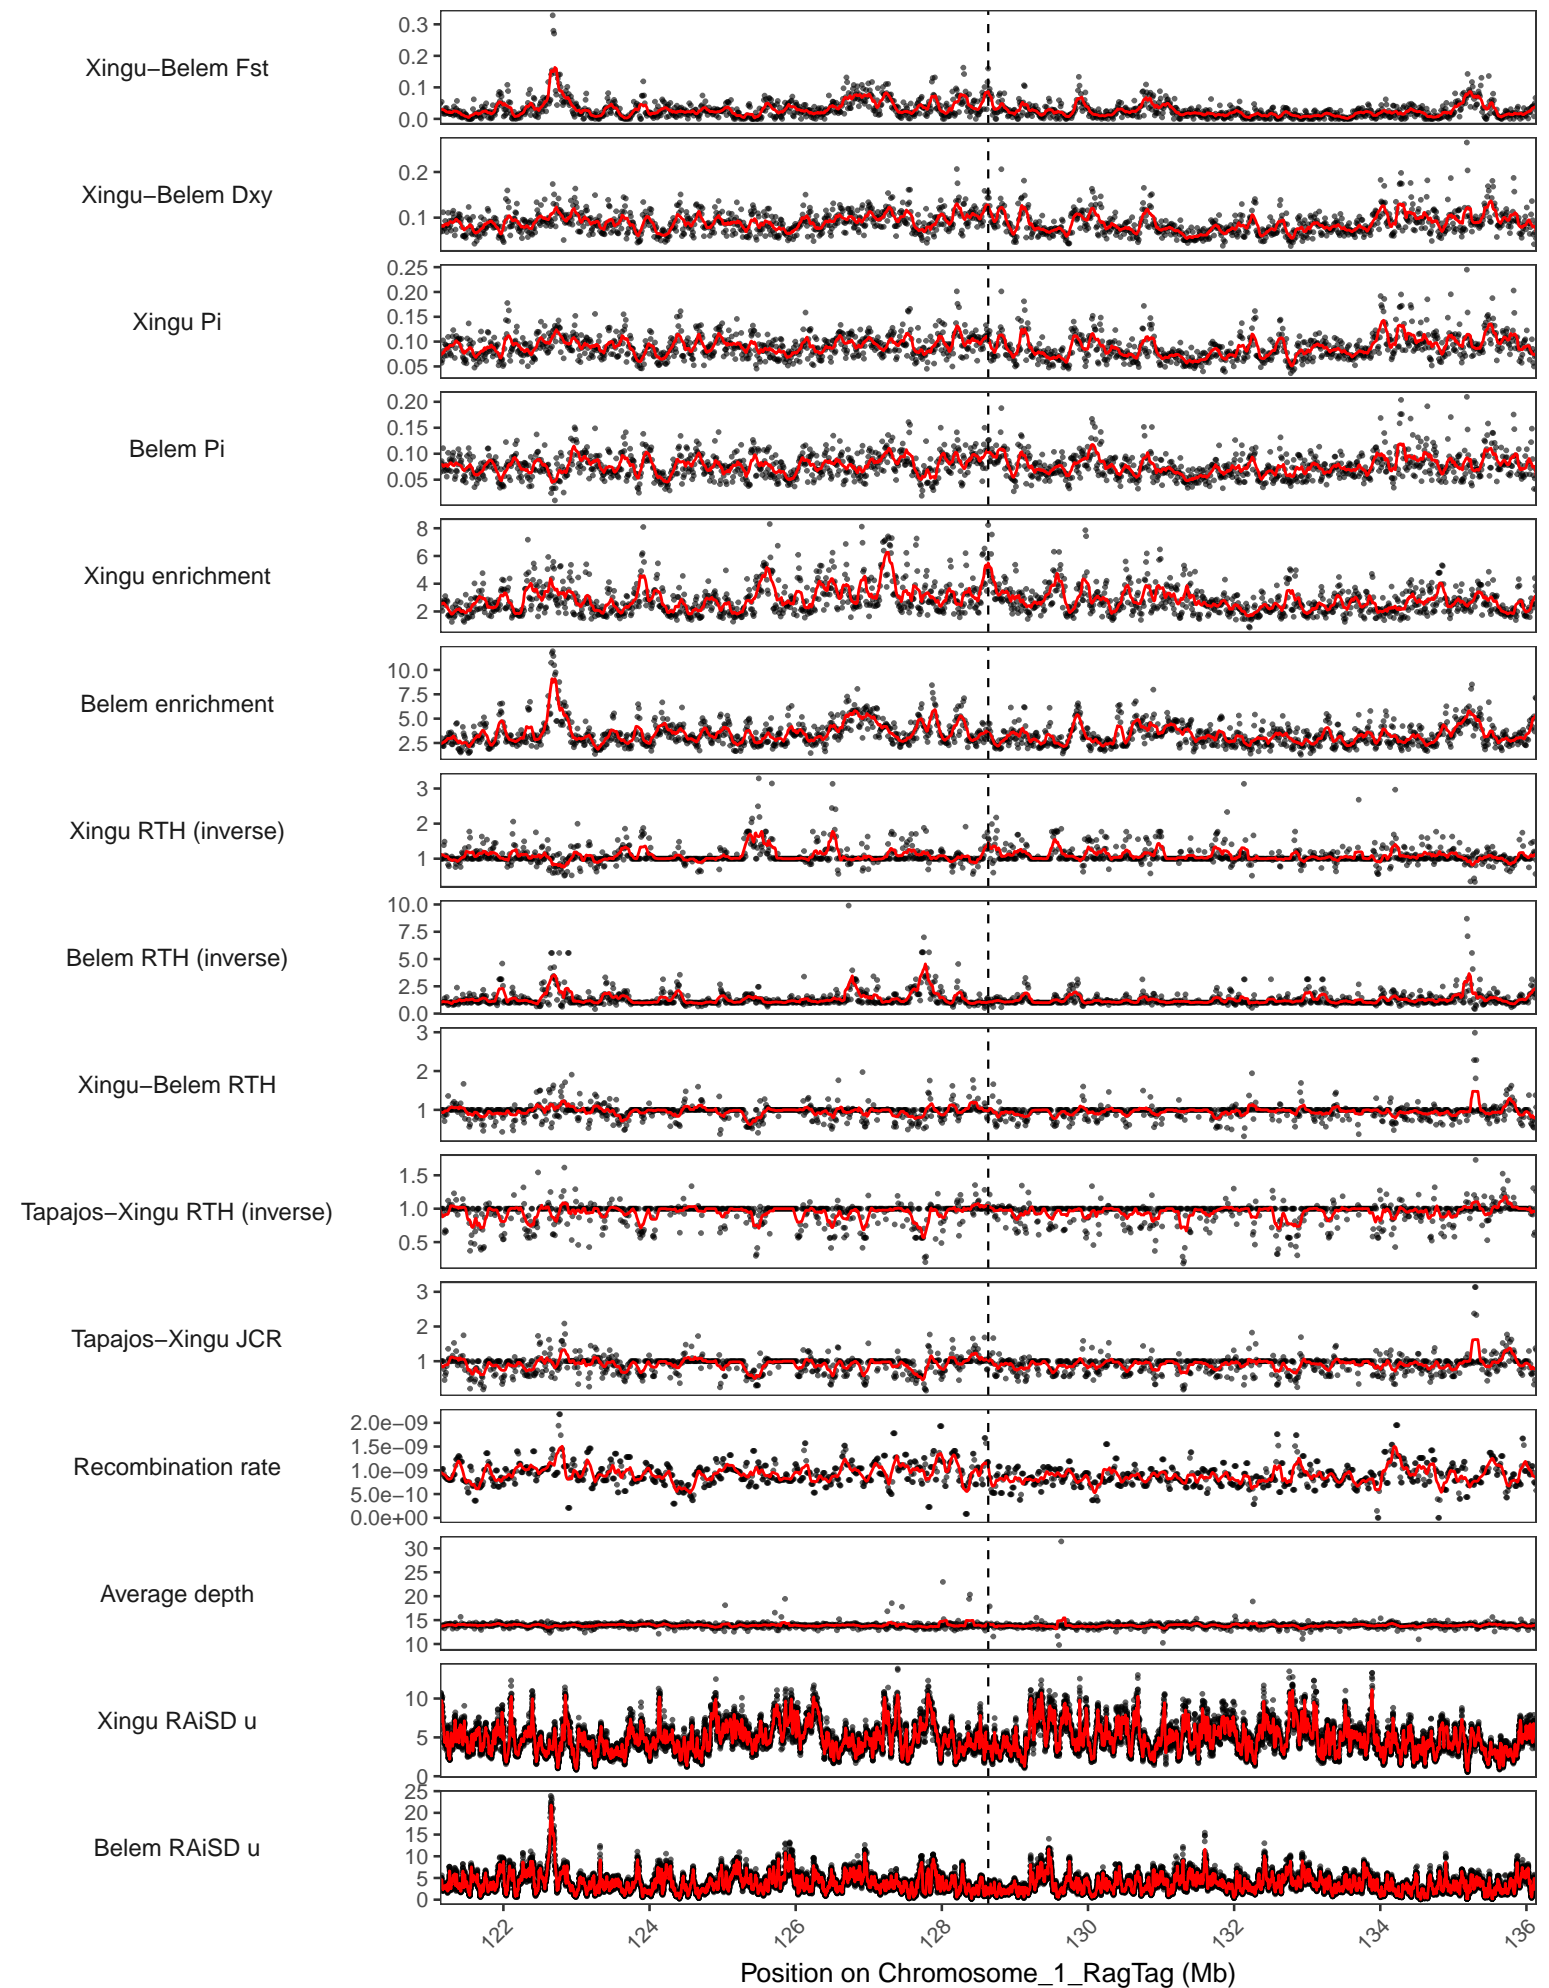 Xingu−Belem Fst
0.3
0.2
0.1
0.0
Xingu−Belem Dxy
0.2
0.1
Xingu Pi
0.25
0.20
0.15
0.10
0.05
Belem Pi
0.20
0.15
0.10
0.05
Xingu enrichment
8
6
4
2
Belem enrichment
10.0
7.5
5.0
2.5
Xingu RTH (inverse)
3
2
1
Belem RTH (inverse)
10.0
7.5
5.0
2.5
0.0
Xingu−Belem RTH
3
2
1
Tapajos−Xingu RTH (inverse)
1.5
1.0
0.5
Tapajos−Xingu JCR
3
2
1
Recombination rate
2.0e−09
1.5e−09
1.0e−09
5.0e−10
0.0e+00
Average depth
30
25
20
15
10
Xingu RAiSD u
10
5
0
Belem RAiSD u
25
20
15
10
5
0
122 124 126 128 130 132 134 136
Position on Chromosome_1_RagTag (Mb)